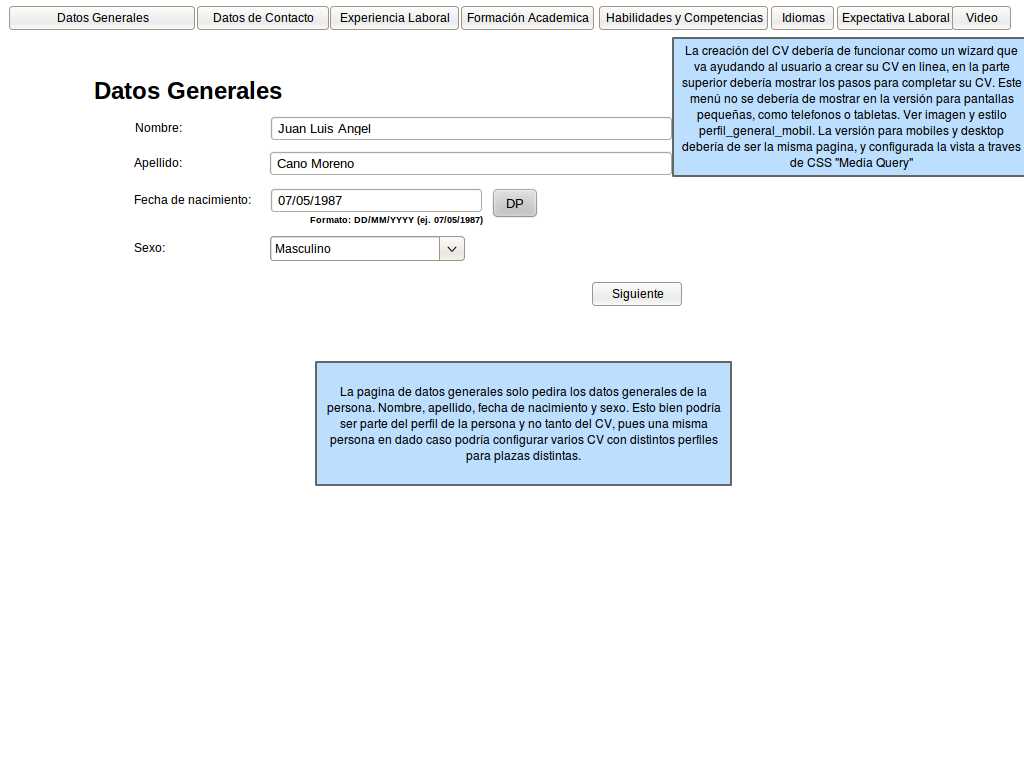 Datos Generales Datos de Contacto Experiencia Laboral Formación Academica Habilidades y Competencias Idiomas Expectativa Laboral Video
La creación del CV debería de funcionar como un wizard que
va ayudando al usuario a crear su CV en linea, en la parte
superior debería mostrar los pasos para completar su CV. Este
menú no se debería de mostrar en la versión para pantallas
pequeñas, como telefonos o tabletas. Ver imagen y estilo
perfil_general_mobil. La versión para mobiles y desktop
debería de ser la misma pagina, y configurada la vista a traves
de CSS "Media Query"
Datos Generales
Nombre: Juan Luis Angel
Apellido: Cano Moreno
Fecha de nacimiento: 07/05/1987 DP
Formato: DD/MM/YYYY (ej. 07/05/1987)
Sexo: Masculino
Siguiente
La pagina de datos generales solo pedira los datos generales de la
persona. Nombre, apellido, fecha de nacimiento y sexo. Esto bien podría
ser parte del perfil de la persona y no tanto del CV, pues una misma
persona en dado caso podría configurar varios CV con distintos perfiles
para plazas distintas.